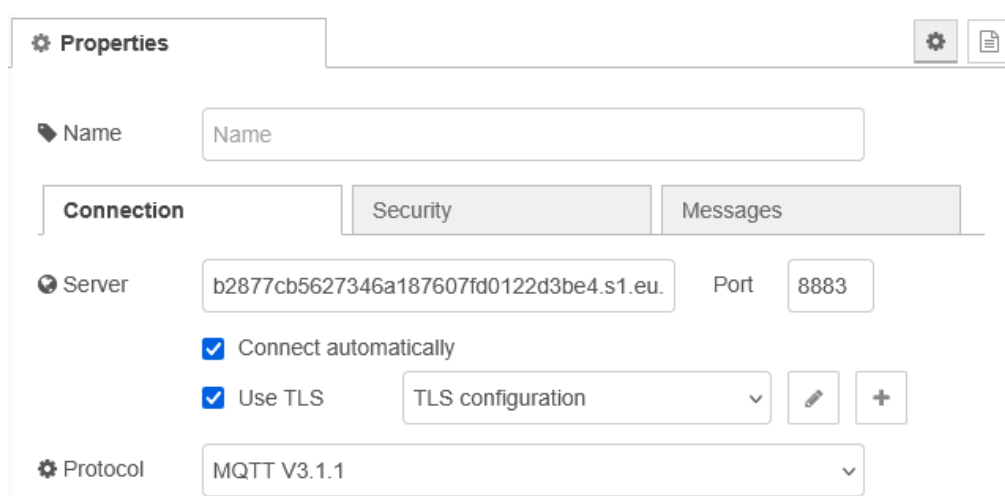 Properties
Name Name
Connection Security Messages
Server b2877cb5627346a187607fd0122d3be4.s1.eu. Port 8883
Connect automatically
Use TLS TLS configuration
Protocol MQTT V3.1.1